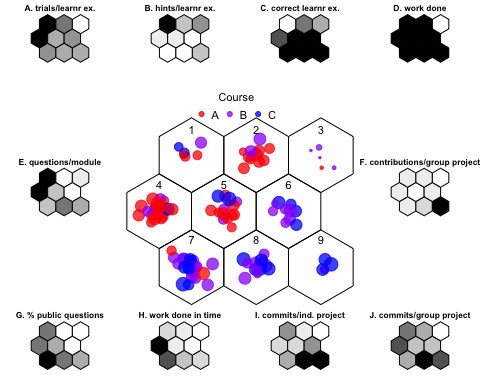 A. trials/learnr ex.
B. hints/learnr ex.
C. correct learnr ex.
D. work done
Course
A B C
1 2 3
E. questions/module
F. contributions/group project
4 5 6
7 8 9
G. % public questions
H. work done in time
I. commits/ind. project
J. commits/group project